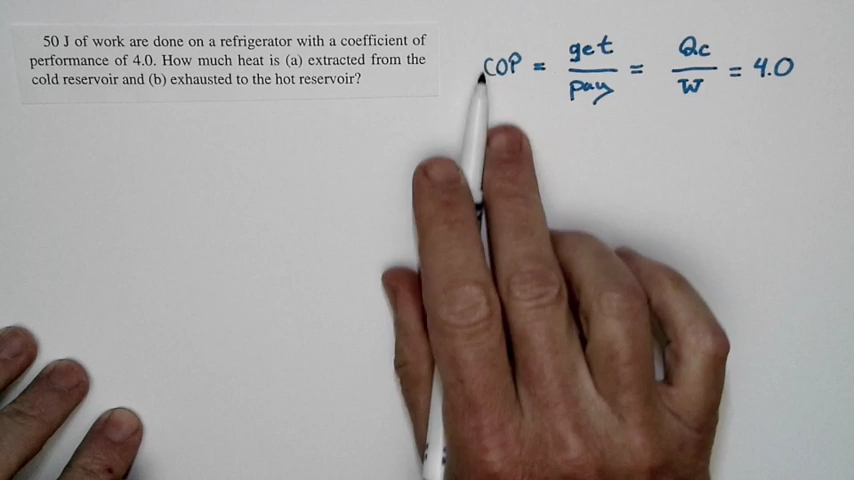 50 J of work are done on a refrigerator with a coefficient of
performance of 4.0. How much heat is (a) extracted from the
cold reservoir and (b) exhausted to the hot reservoir?
COP = get / pay = Qc / W = 4.0